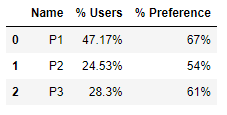 Name % Users % Preference
0 P1 47.17% 67%
1 P2 24.53% 54%
2 P3 28.3% 61%